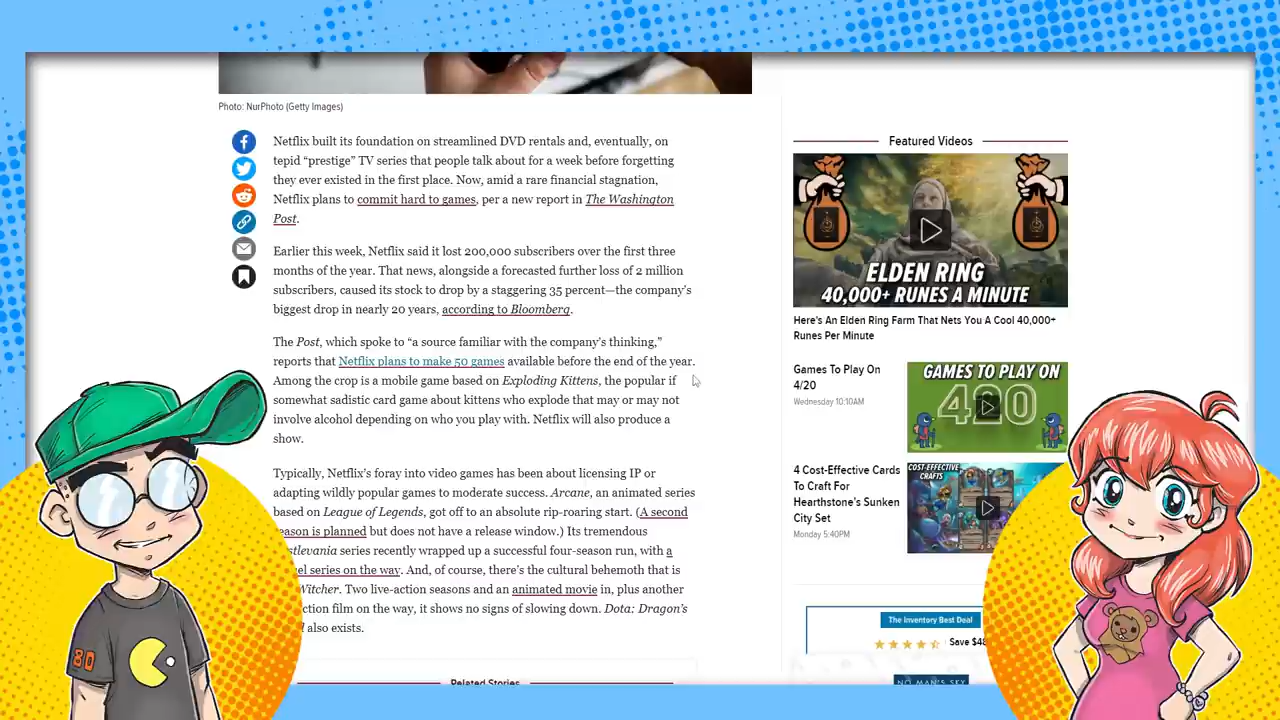 Photo: NurPhoto (Getty Images)
Netflix built its foundation on streamlined DVD rentals and, eventually, on
tepid “prestige” TV series that people talk about for a week before forgetting
they ever existed in the first place. Now, amid a rare financial stagnation,
Netflix plans to commit hard to games, per a new report in The Washington
Post.
Earlier this week, Netflix said it lost 200,000 subscribers over the first three
months of the year. That news, alongside a forecasted further loss of 2 million
subscribers, caused its stock to drop by a staggering 35 percent—the company's
biggest drop in nearly 20 years, according to Bloomberg.
The Post, which spoke to “a source familiar with the company's thinking,”
reports that Netflix plans to make 50 games available before the end of the year.
Among the crop is a mobile game based on Exploding Kittens, the popular if
somewhat sadistic card game about kittens who explode that may or may not
involve alcohol depending on who you play with. Netflix will also produce a
show.
Typically, Netflix's foray into video games has been about licensing IP or
adapting wildly popular games to moderate success. Arcane, an animated series
based on League of Legends, got off to an absolute rip-roaring start. (A second
is planned but does not have a release window.) Its tremendous
series recently wrapped up a successful four-season run, with a
series on the way. And, of course, there's the cultural behemoth that is
Witcher. Two live-action seasons and an animated movie in, plus another
film on the way, it shows no signs of slowing down. Dota: Dragon's
also exists.
Related Stories
Featured Videos
ELDEN RING
40,000+ RUNES A MINUTE
Here's An Elden Ring Farm That Nets You A Cool 40,000+
Runes Per Minute
Games To Play On
4/20
Wednesday 10:10AM
GAMES TO PLAY ON
420
4 Cost-Effective Cards
To Craft For
Hearthstone's Sunken
City Set
Monday 5:40PM
COST-EFFECTIVE
CRAFTS
The Inventory Best Deal
Save
NO MAN'S SKY
80